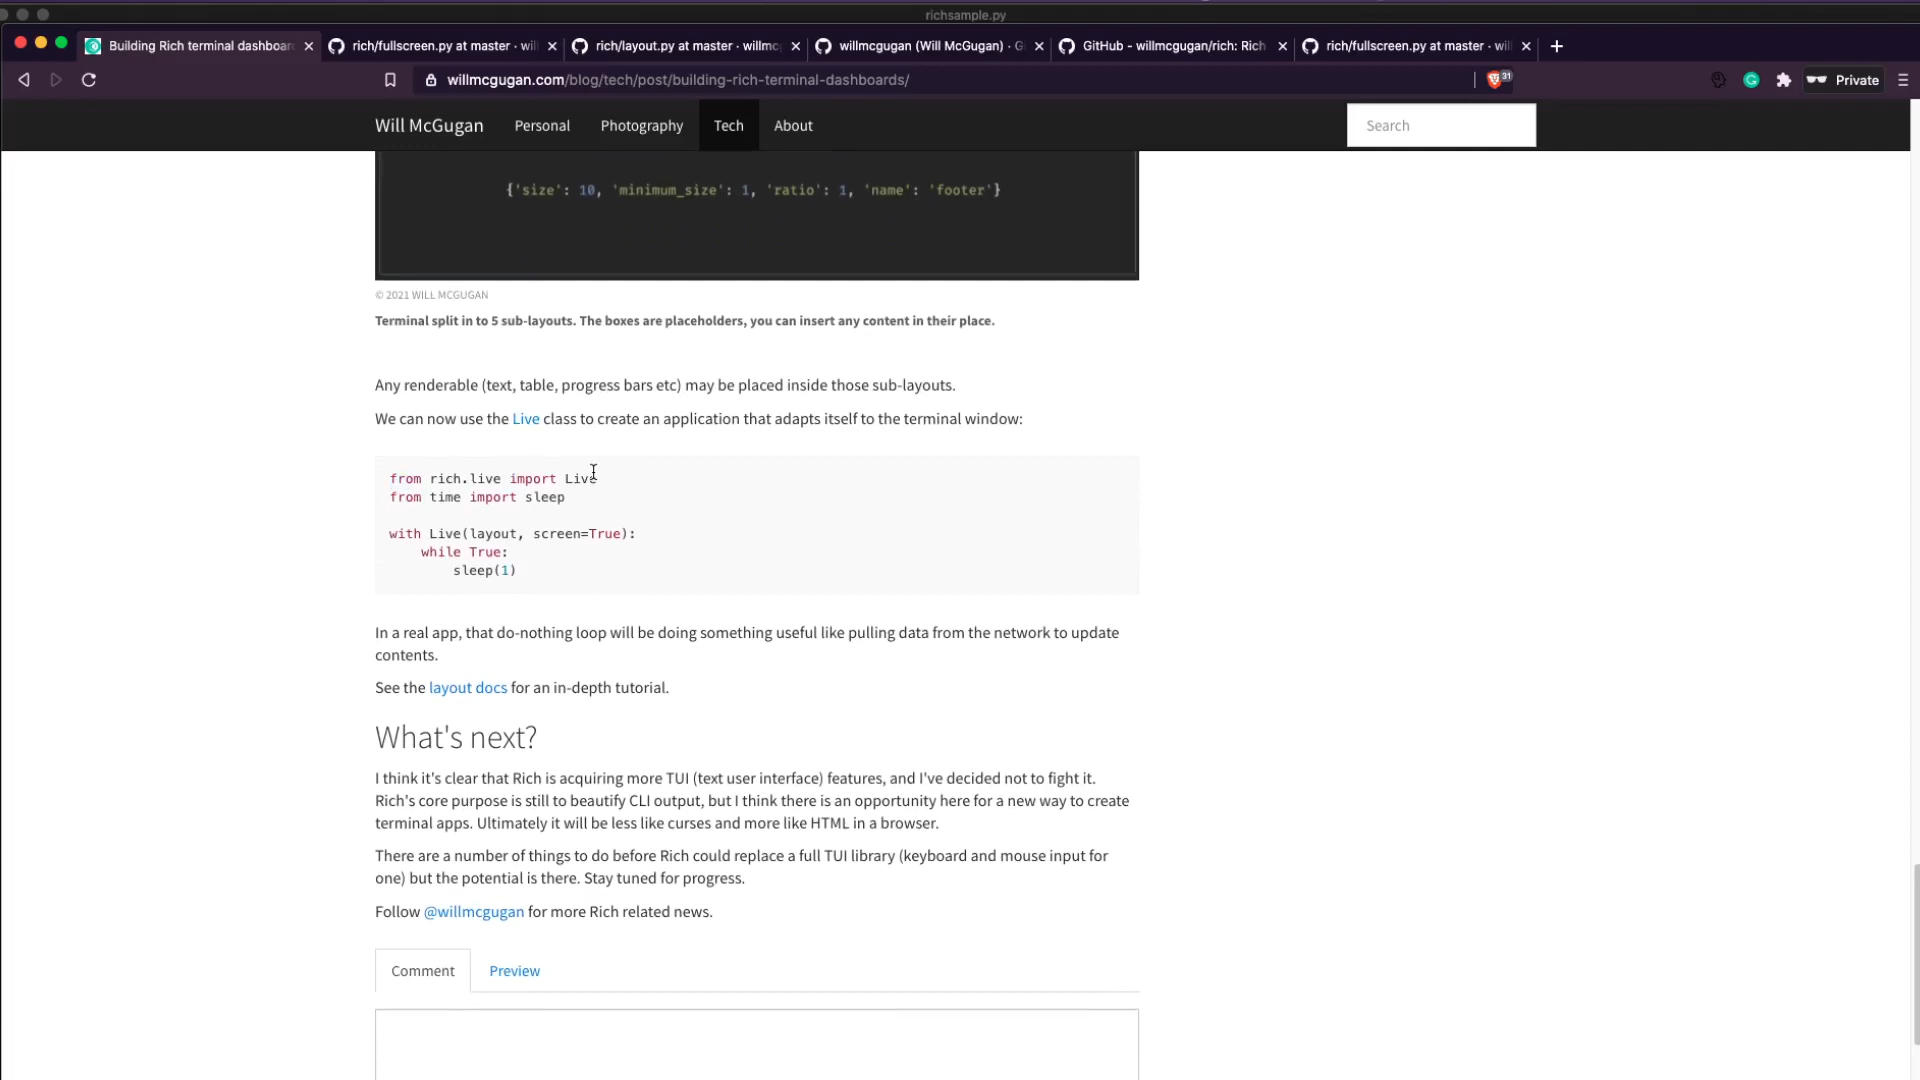 richsample.py
Building Rich terminal dashboar
rich/fullscreen.py at master · wil
rich/layout.py at master · willmc
willmcgugan (Will McGugan) · G
GitHub - willmcgugan/rich: Rich
rich/fullscreen.py at master · wil
willmcgugan.com/blog/tech/post/building-rich-terminal-dashboards/
31
Private
Will McGugan
Personal
Photography
Tech
About
Search
{'size': 10, 'minimum_size': 1, 'ratio': 1, 'name': 'footer'}
© 2021 WILL MCGUGAN
Terminal split in to 5 sub-layouts. The boxes are placeholders, you can insert any content in their place.
Any renderable (text, table, progress bars etc) may be placed inside those sub-layouts.
We can now use the Live class to create an application that adapts itself to the terminal window:
from rich.live import Live
from time import sleep
with Live(layout, screen=True):
    while True:
        sleep(1)
In a real app, that do-nothing loop will be doing something useful like pulling data from the network to update
contents.
See the layout docs for an in-depth tutorial.
What's next?
I think it's clear that Rich is acquiring more TUI (text user interface) features, and I've decided not to fight it.
Rich's core purpose is still to beautify CLI output, but I think there is an opportunity here for a new way to create
terminal apps. Ultimately it will be less like curses and more like HTML in a browser.
There are a number of things to do before Rich could replace a full TUI library (keyboard and mouse input for
one) but the potential is there. Stay tuned for progress.
Follow @willmcgugan for more Rich related news.
Comment
Preview